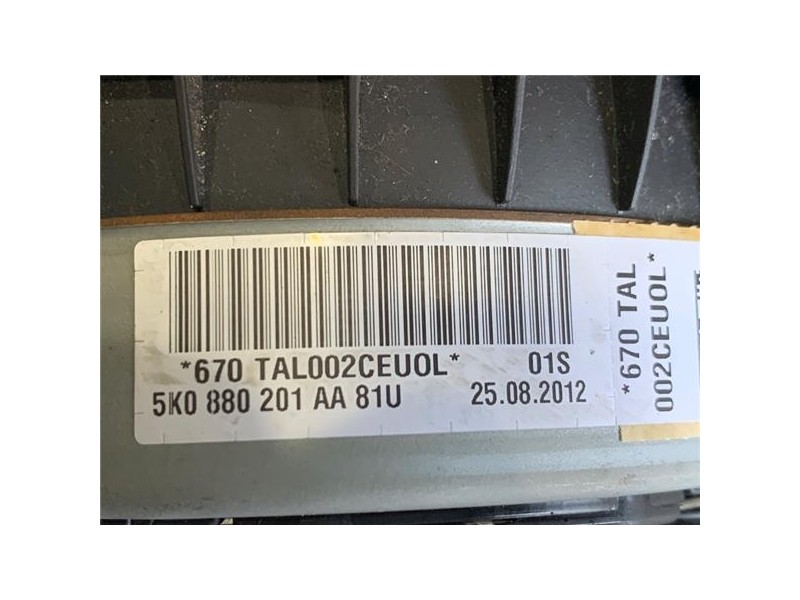 *670 TAL002CEUOL* 01S
5K0 880 201 AA 81U 25.08.2012
*670 TAL
002CEUOL*